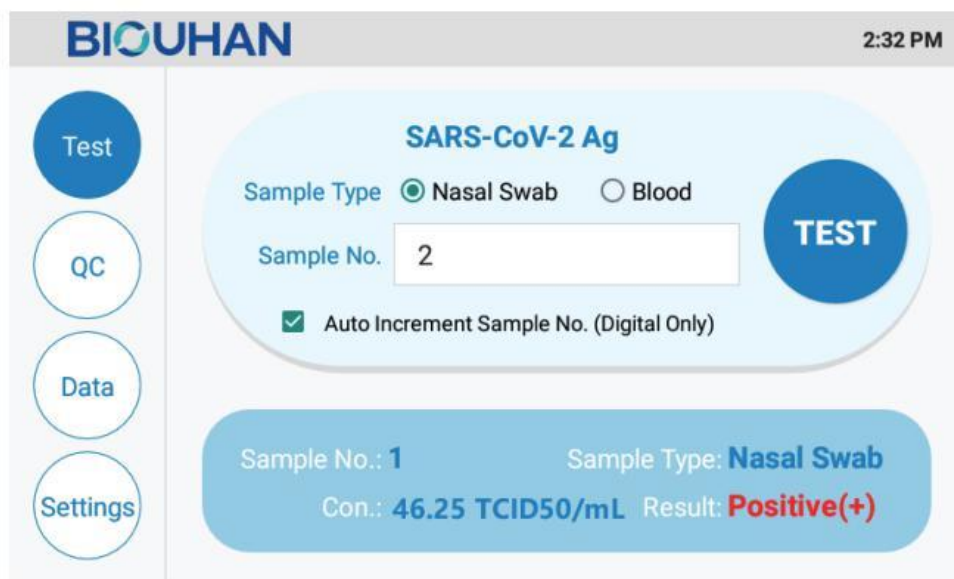 BIOUHAN
2:32 PM
Test
QC
Data
Settings
SARS-CoV-2 Ag
Sample Type Nasal Swab Blood
Sample No. 2
Auto Increment Sample No. (Digital Only)
TEST
Sample No.: 1 Sample Type: Nasal Swab
Con.: 46.25 TCID50/mL Result: Positive(+)